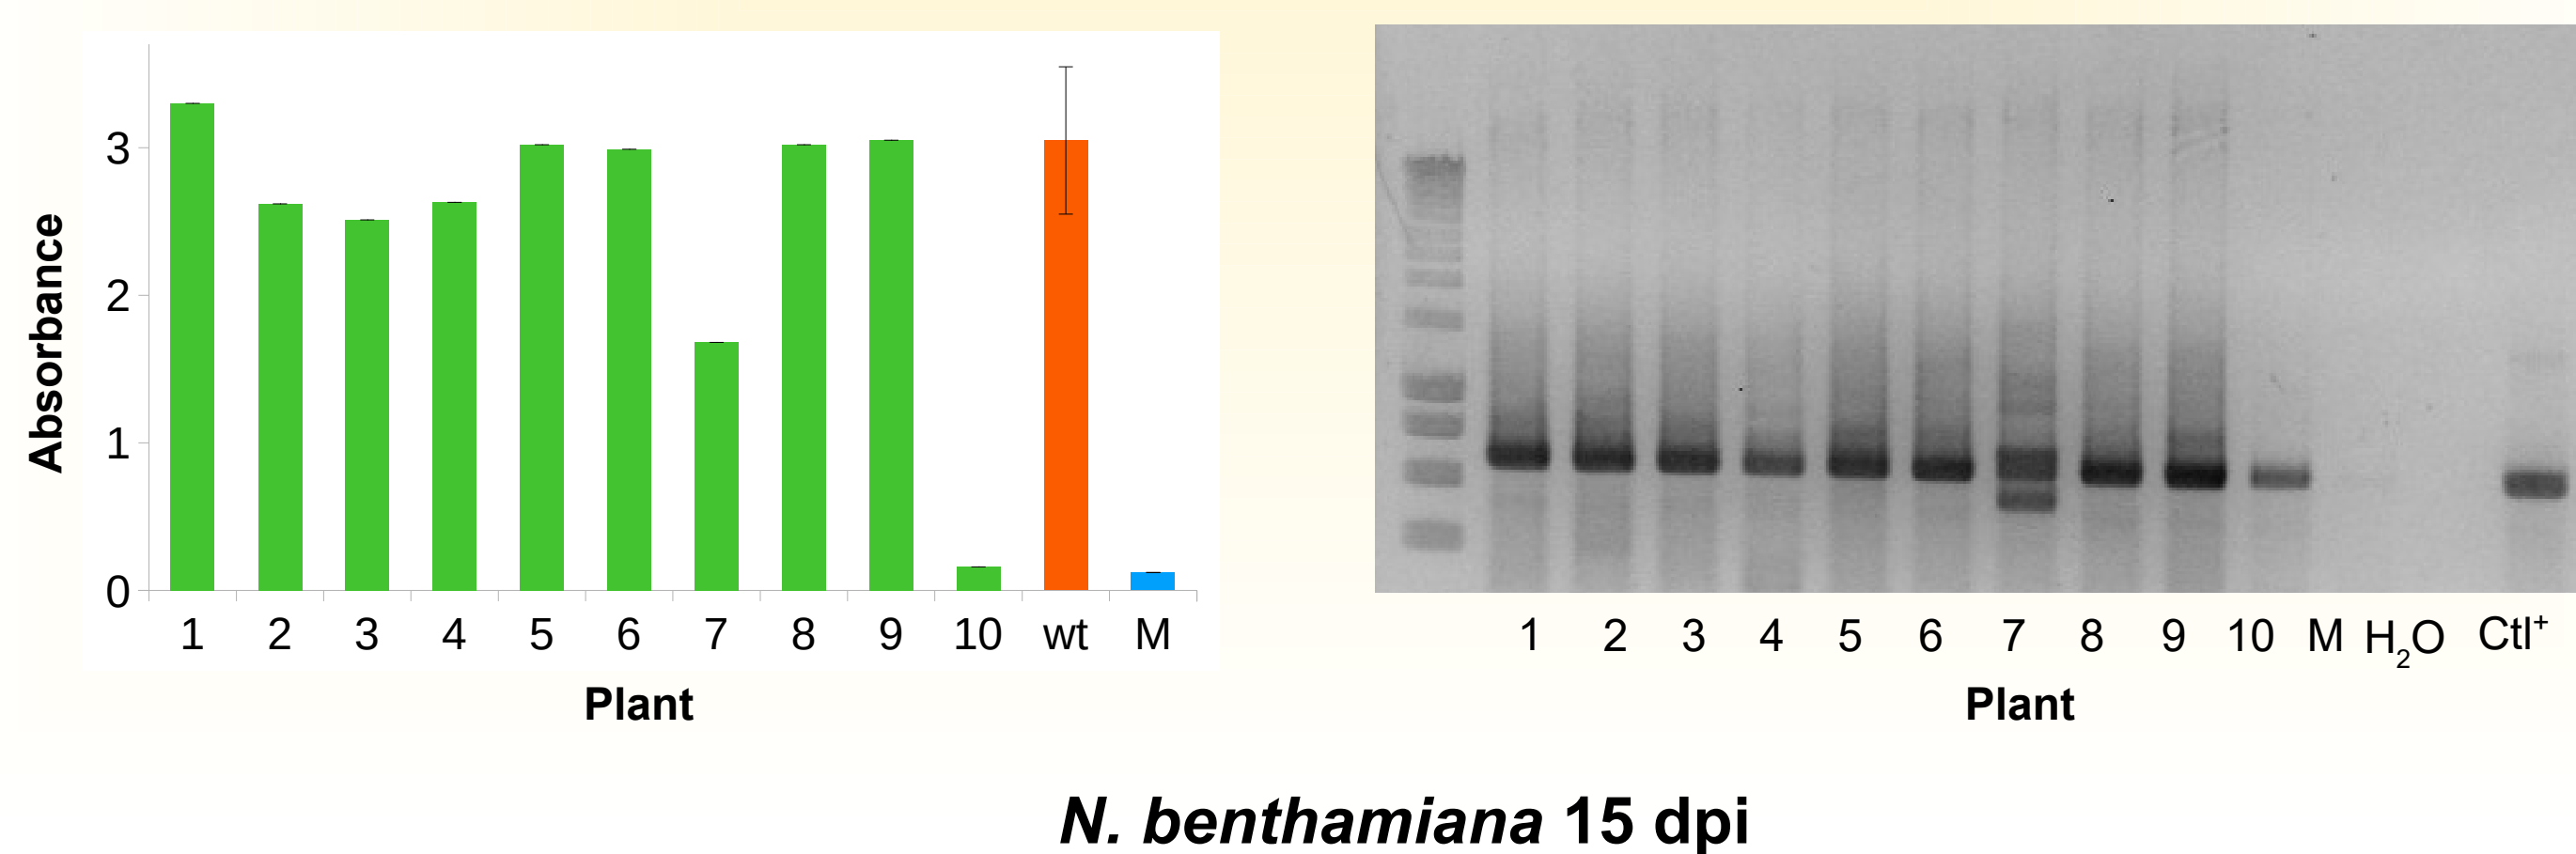 Absorbance
3
2
1
0
1 2 3 4 5 6 7 8 9 10 wt M
Plant
1 2 3 4 5 6 7 8 9 10 M H₂O Ctl⁺
Plant
N. benthamiana 15 dpi